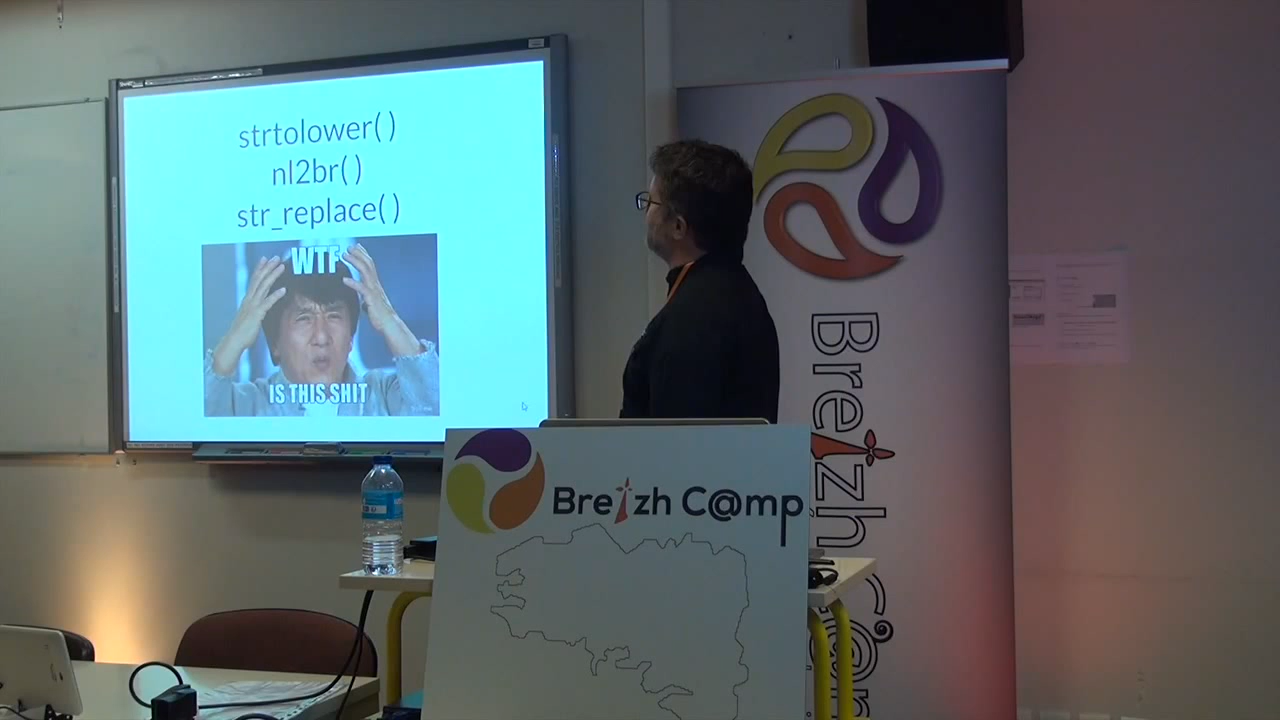 strtolower( )
nl2br( )
str_replace( )
WTF
IS THIS SHIT
Breizh C@mp
Breizh C@m